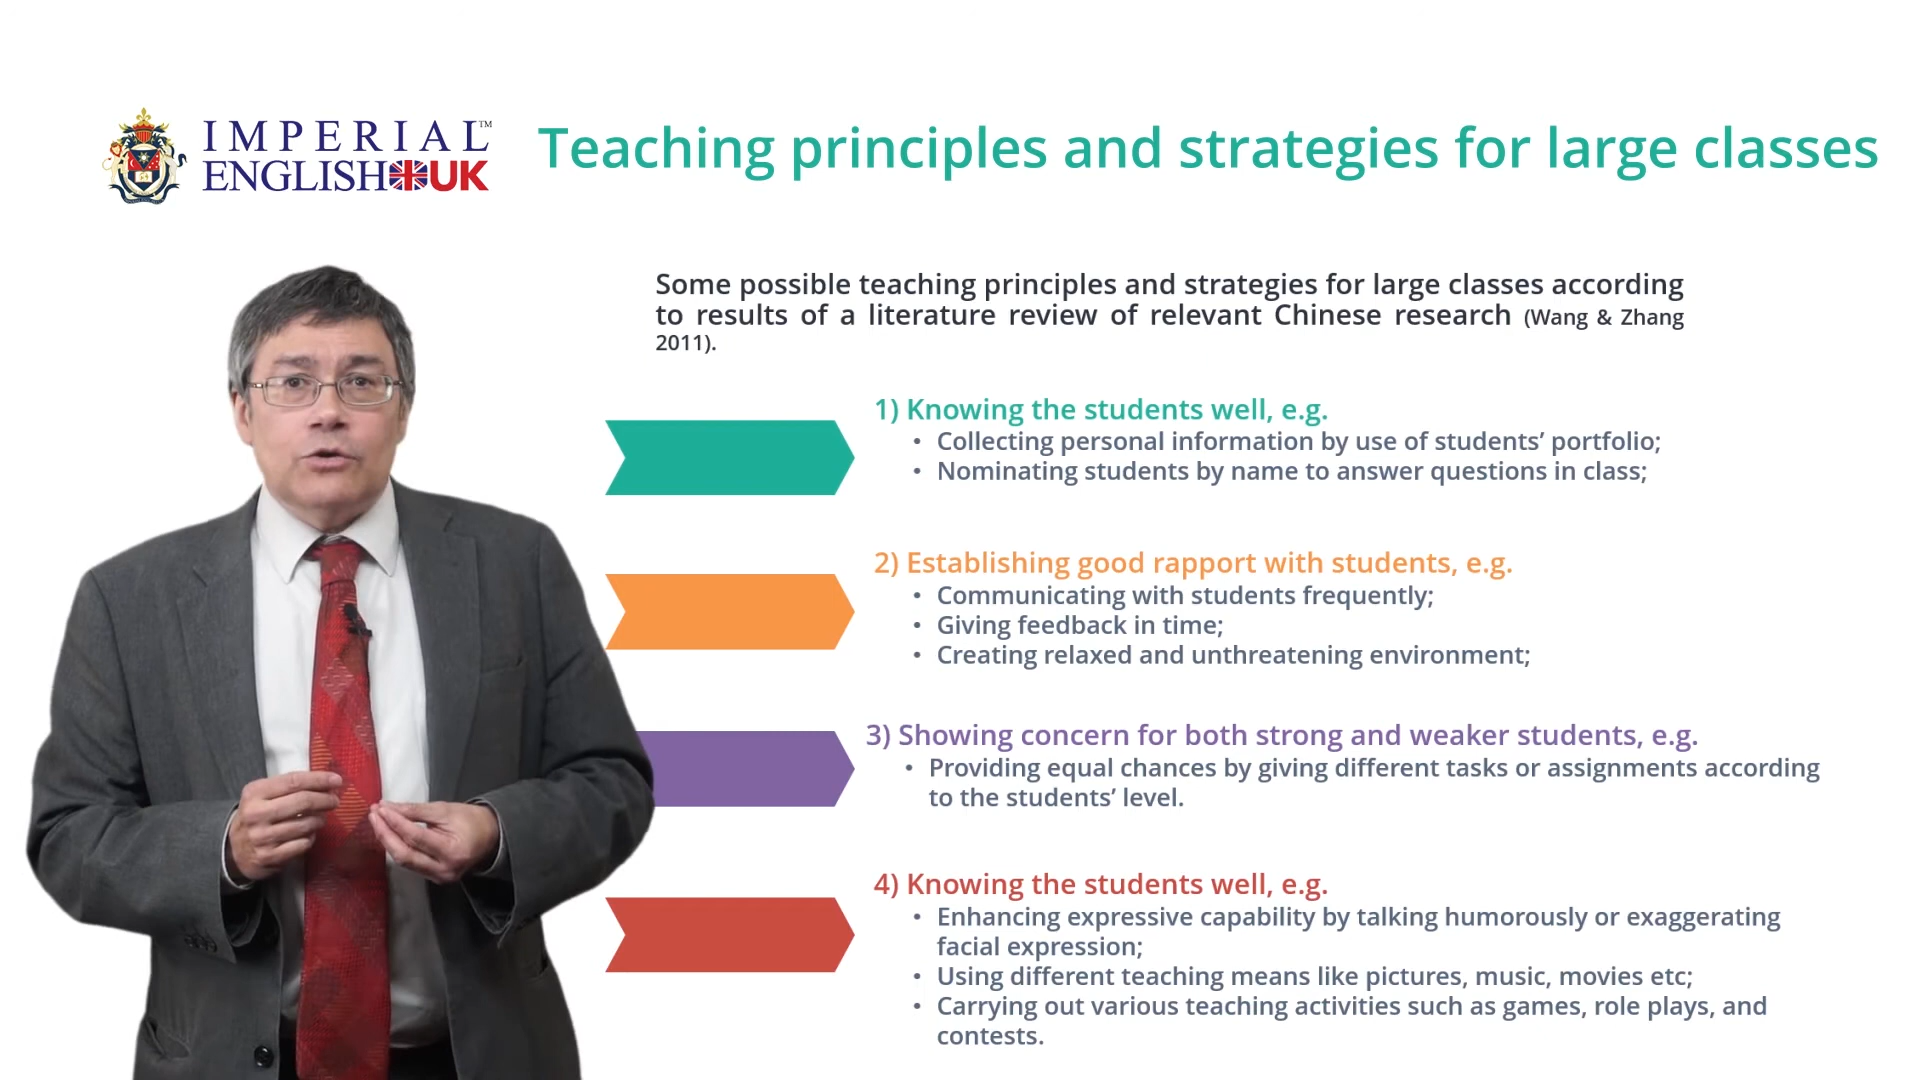 IMPERIAL™
ENGLISH UK
Teaching principles and strategies for large classes
Some possible teaching principles and strategies for large classes according
to results of a literature review of relevant Chinese research (Wang & Zhang
2011).
1) Knowing the students well, e.g.
• Collecting personal information by use of students’ portfolio;
• Nominating students by name to answer questions in class;
2) Establishing good rapport with students, e.g.
• Communicating with students frequently;
• Giving feedback in time;
• Creating relaxed and unthreatening environment;
3) Showing concern for both strong and weaker students, e.g.
• Providing equal chances by giving different tasks or assignments according
to the students’ level.
4) Knowing the students well, e.g.
• Enhancing expressive capability by talking humorously or exaggerating
facial expression;
• Using different teaching means like pictures, music, movies etc;
• Carrying out various teaching activities such as games, role plays, and
contests.